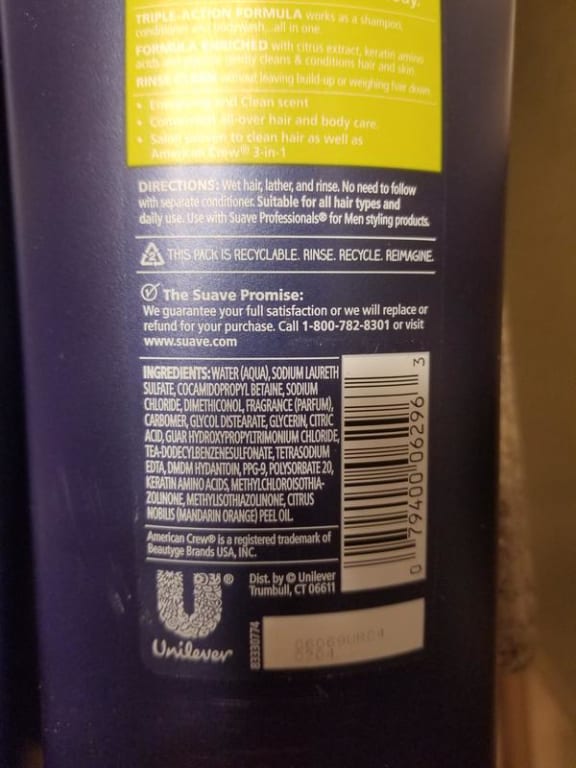 ody.
TRIPLE-ACTION FORMULA works as a shampoo,
conditioner and bodywash, all in one.
FORMULA ENRICHED with citrus extract, keratin amino
acids and gently cleans & conditions hair and skin.
RINSES CLEAN without leaving build-up or weighing hair down
• and Clean scent
• all-over hair and body care.
• Salon proven to clean hair as well as
American Crew® 3-in-1
DIRECTIONS: Wet hair, lather, and rinse. No need to follow
with separate conditioner. Suitable for all hair types and
daily use. Use with Suave Professionals® for Men styling products.
2 THIS PACK IS RECYCLABLE. RINSE. RECYCLE. REIMAGINE.
The Suave Promise:
We guarantee your full satisfaction or we will replace or
refund for your purchase. Call 1-800-782-8301 or visit
www.suave.com
INGREDIENTS: WATER (AQUA), SODIUM LAURETH
SULFATE, COCAMIDOPROPYL BETAINE, SODIUM
CHLORIDE, DIMETHICONOL, FRAGRANCE (PARFUM),
CARBOMER, GLYCOL DISTEARATE, GLYCERIN, CITRIC
ACID, GUAR HYDROXYPROPYLTRIMONIUM CHLORIDE,
TEA-DODECYLBENZENESULFONATE, TETRASODIUM
EDTA, DMDM HYDANTOIN, PPG-9, POLYSORBATE 20,
KERATIN AMINO ACIDS, METHYLCHLOROISOTHIA-
ZOLINONE, METHYLISOTHIAZOLINONE, CITRUS
NOBILIS (MANDARIN ORANGE) PEEL OIL.
0 79400 06296 3
American Crew® is a registered trademark of
Beautyge Brands USA, INC.
®
Unilever
Dist. by © Unilever
Trumbull, CT 06611
83330774